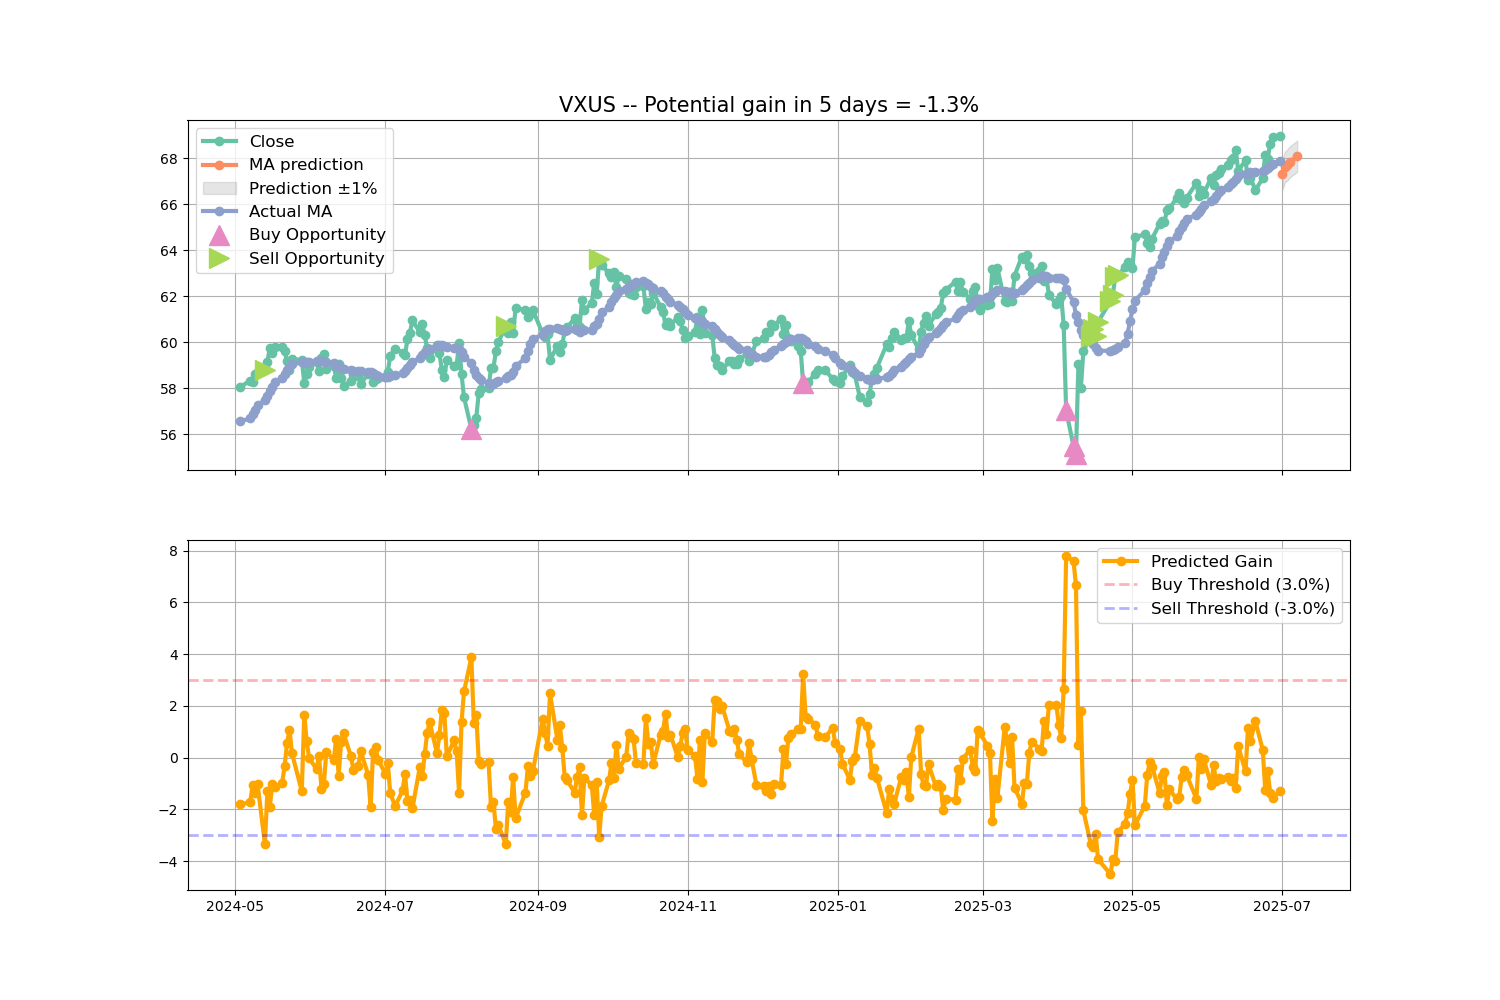 VXUS -- Potential gain in 5 days = -1.3%
Close
MA prediction
Prediction ±1%
Actual MA
Buy Opportunity
Sell Opportunity
68
66
64
62
60
58
56
8
6
4
2
0
−2
−4
Predicted Gain
Buy Threshold (3.0%)
Sell Threshold (-3.0%)
2024-05 2024-07 2024-09 2024-11 2025-01 2025-03 2025-05 2025-07